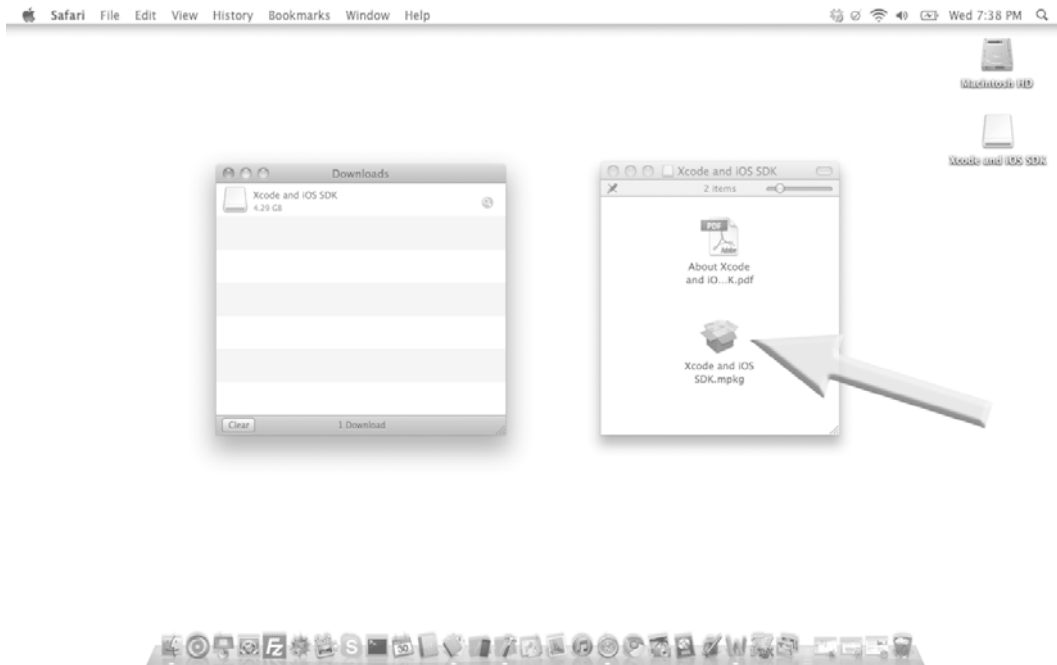 Safari File Edit View History Bookmarks Window Help
Wed 7:38 PM
Macintosh HD
Xcode and iOS SDK
Downloads
Xcode and iOS SDK
4.29 GB
Clear
1 Download
Xcode and iOS SDK
2 items
PDF
Adobe
About Xcode
and iO...K.pdf
Xcode and iOS
SDK.mpkg